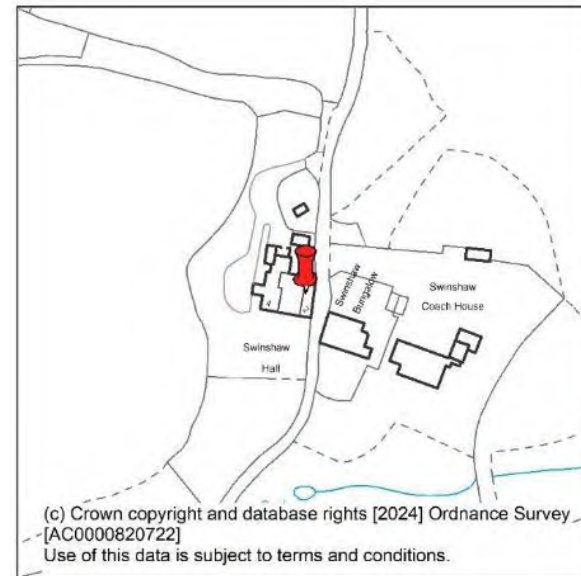 Swinshaw
Bungalow
Swinshaw
Coach House
Swinshaw
Hall
(c) Crown copyright and database rights [2024] Ordnance Survey
[AC0000820722]
Use of this data is subject to terms and conditions.